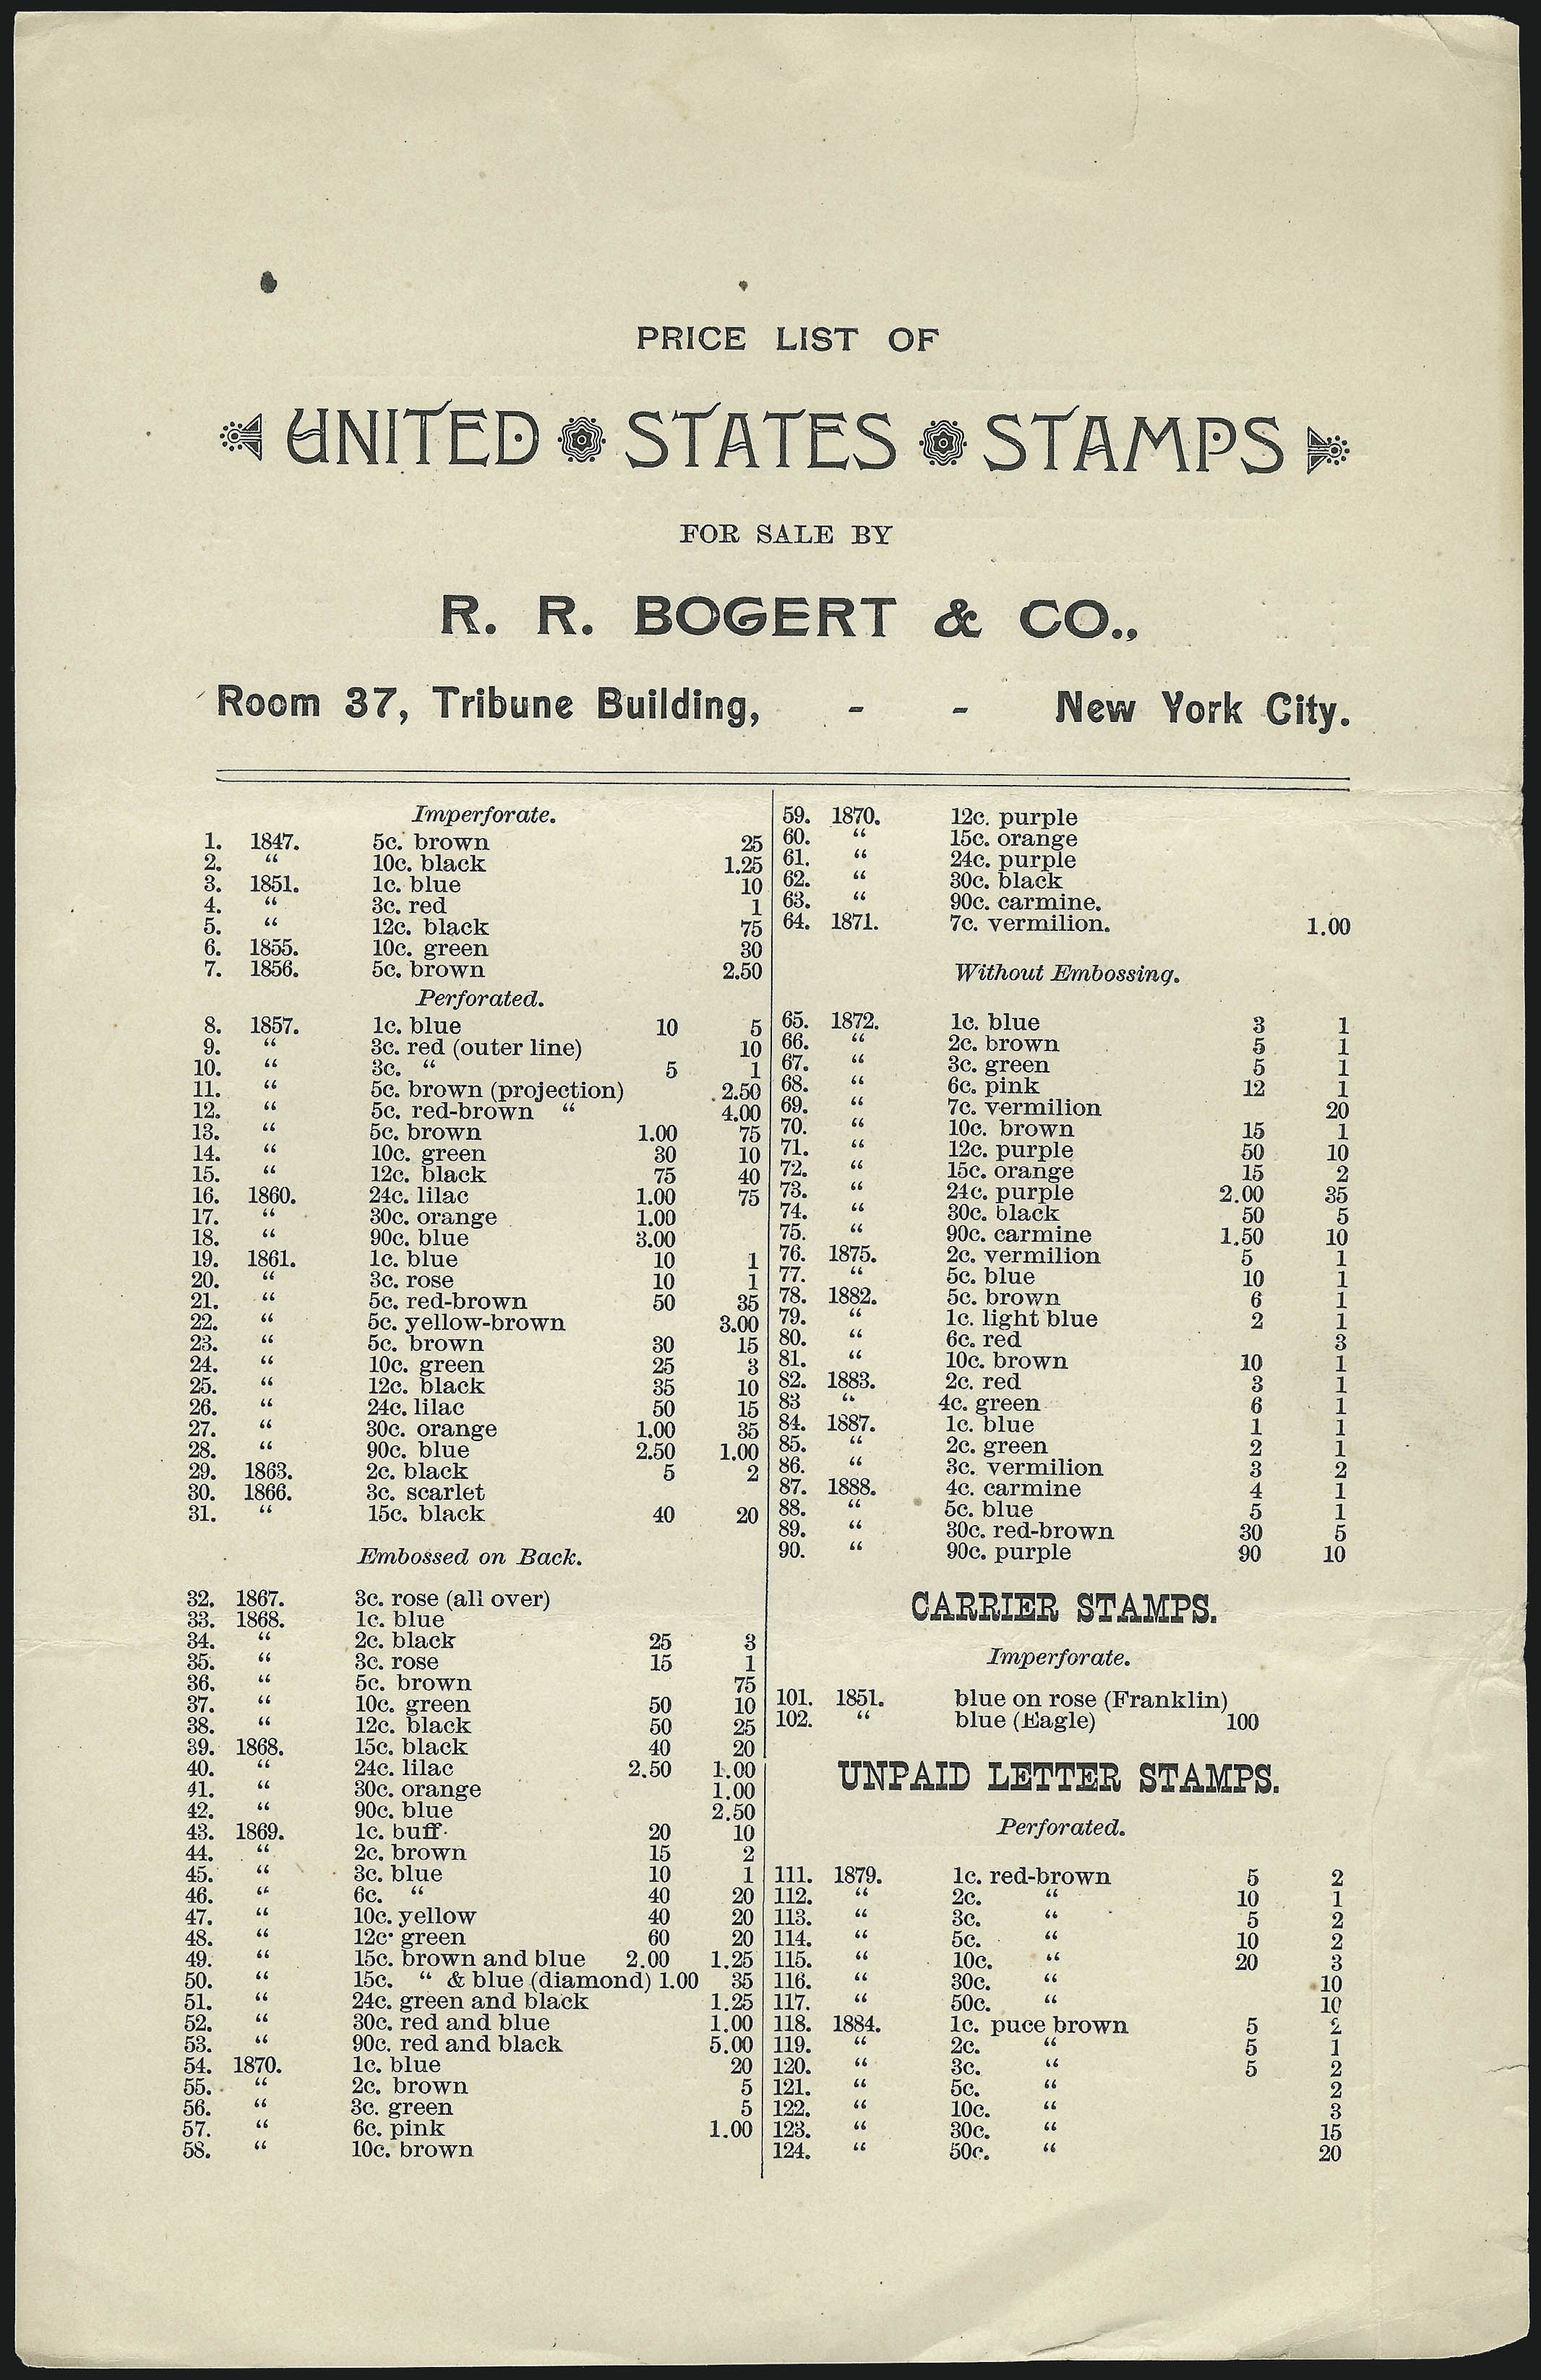 PRICE LIST OF
UNITED STATES STAMPS
FOR SALE BY
R. R. BOGERT & CO.,
Room 37, Tribune Building, - - New York City.
Imperforate.
1. 1847. 5c. brown 25
2. “ 10c. black 1.25
3. 1851. 1c. blue 10
4. “ 3c. red 1
5. “ 12c. black 75
6. 1855. 10c. green 30
7. 1856. 5c. brown 2.50
Perforated.
8. 1857. 1c. blue 10 5
9. “ 3c. red (outer line) 10
10. “ 3c. “ 5 1
11. “ 5c. brown (projection) 2.50
12. “ 5c. red-brown “ 4.00
13. “ 5c. brown 1.00 75
14. “ 10c. green 30 10
15. “ 12c. black 75 40
16. 1860. 24c. lilac 1.00 75
17. “ 30c. orange 1.00
18. “ 90c. blue 3.00
19. 1861. 1c. blue 10 1
20. “ 3c. rose 10 1
21. “ 5c. red-brown 50 35
22. “ 5c. yellow-brown 3.00
23. “ 5c. brown 30 15
24. “ 10c. green 25 3
25. “ 12c. black 35 10
26. “ 24c. lilac 50 15
27. “ 30c. orange 1.00 35
28. “ 90c. blue 2.50 1.00
29. 1863. 2c. black 5 2
30. 1866. 3c. scarlet
31. “ 15c. black 40 20
Embossed on Back.
32. 1867. 3c. rose (all over)
33. 1868. 1c. blue
34. “ 2c. black 25 3
35. “ 3c. rose 15 1
36. “ 5c. brown 75
37. “ 10c. green 50 10
38. “ 12c. black 50 25
39. 1868. 15c. black 40 20
40. “ 24c. lilac 2.50 1.00
41. “ 30c. orange 1.00
42. “ 90c. blue 2.50
43. 1869. 1c. buff 20 10
44. “ 2c. brown 15 2
45. “ 3c. blue 10 1
46. “ 6c. “ 40 20
47. “ 10c. yellow 40 20
48. “ 12c· green 60 20
49. “ 15c. brown and blue 2.00 1.25
50. “ 15c. “ & blue (diamond) 1.00 35
51. “ 24c. green and black 1.25
52. “ 30c. red and blue 1.00
53. “ 90c. red and black 5.00
54. 1870. 1c. blue 20
55. “ 2c. brown 5
56. “ 3c. green 5
57. “ 6c. pink 1.00
58. “ 10c. brown
59. 1870. 12c. purple
60. “ 15c. orange
61. “ 24c. purple
62. “ 30c. black
63. “ 90c. carmine.
64. 1871. 7c. vermilion. 1.00
Without Embossing.
65. 1872. 1c. blue 3 1
66. “ 2c. brown 5 1
67. “ 3c. green 5 1
68. “ 6c. pink 12 1
69. “ 7c. vermilion 20
70. “ 10c. brown 15 1
71. “ 12c. purple 50 10
72. “ 15c. orange 15 2
73. “ 24c. purple 2.00 35
74. “ 30c. black 50 5
75. “ 90c. carmine 1.50 10
76. 1875. 2c. vermilion 5 1
77. “ 5c. blue 10 1
78. 1882. 5c. brown 6 1
79. “ 1c. light blue 2 1
80. “ 6c. red 3
81. “ 10c. brown 10 1
82. 1883. 2c. red 3 1
83 “ 4c. green 6 1
84. 1887. 1c. blue 1 1
85. “ 2c. green 2 1
86. “ 3c. vermilion 3 2
87. 1888. 4c. carmine 4 1
88. “ 5c. blue 5 1
89. “ 30c. red-brown 30 5
90. “ 90c. purple 90 10
CARRIER STAMPS.
Imperforate.
101. 1851. blue on rose (Franklin)
102. “ blue (Eagle) 100
UNPAID LETTER STAMPS.
Perforated.
111. 1879. 1c. red-brown 5 2
112. “ 2c. “ 10 1
113. “ 3c. “ 5 2
114. “ 5c. “ 10 2
115. “ 10c. “ 20 3
116. “ 30c. “ 10
117. “ 50c. “ 10
118. 1884. 1c. puce brown 5 2
119. “ 2c. “ 5 1
120. “ 3c. “ 5 2
121. “ 5c. “ 2
122. “ 10c. “ 3
123. “ 30c. “ 15
124. “ 50c. “ 20